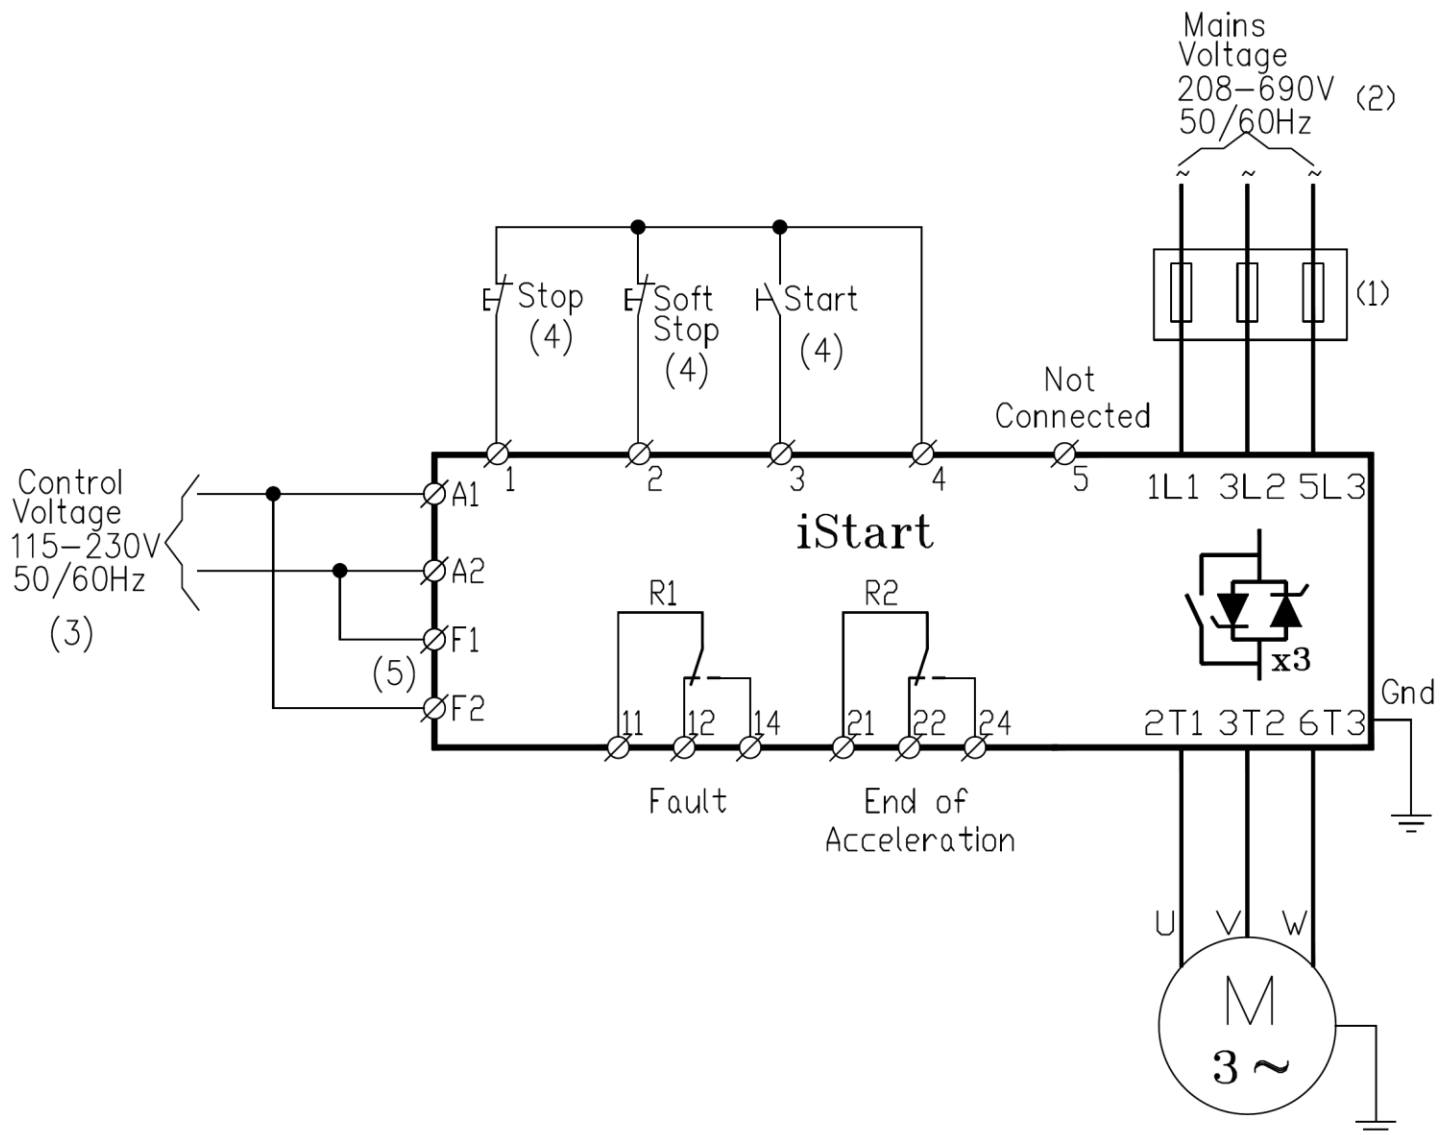 Mains
Voltage
208-690V
50/60Hz
(2)
~ ~ ~
(1)
Stop
(4)
Soft
Stop
(4)
Start
(4)
Not
Connected
1 2 3 4 5
1L1 3L2 5L3
Control
Voltage
115-230V
50/60Hz
(3)
A1
A2
F1
(5)
F2
iStart
R1
R2
x3
Gnd
11 12 14
21 22 24
2T1 3T2 6T3
Fault
End of
Acceleration
U V W
M
3 ~